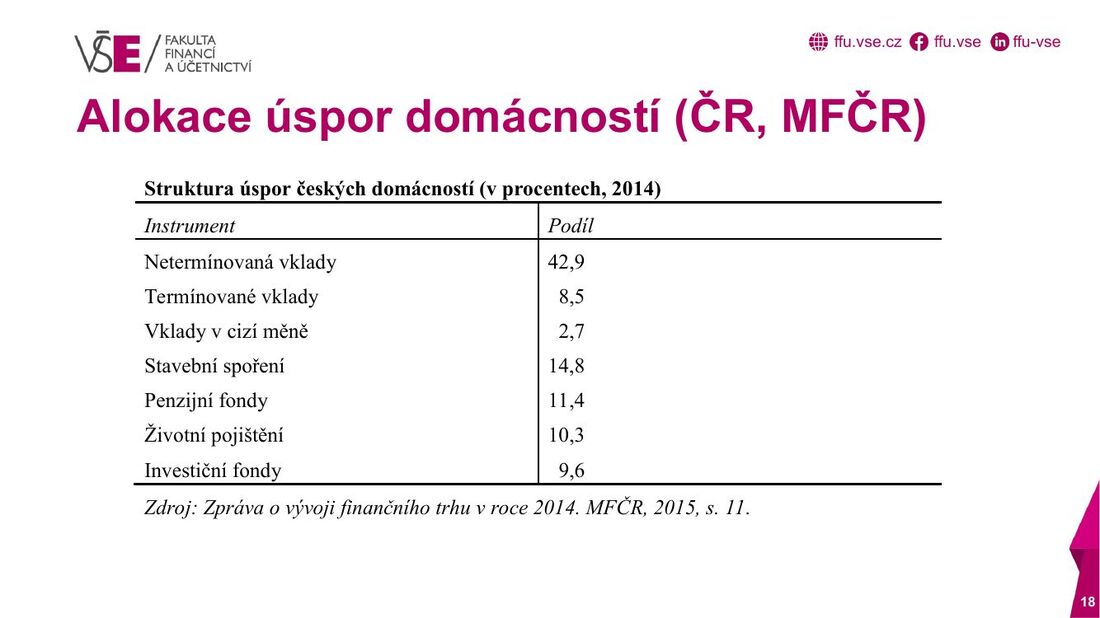 VŠE / FAKULTA
FINANCÍ
A ÚČETNICTVÍ
ffu.vse.cz ffu.vse ffu-vse
Alokace úspor domácností (ČR, MFČR)
Struktura úspor českých domácností (v procentech, 2014)
Instrument Podíl
Netermínovaná vklady 42,9
Termínované vklady 8,5
Vklady v cizí měně 2,7
Stavební spoření 14,8
Penzijní fondy 11,4
Životní pojištění 10,3
Investiční fondy 9,6
Zdroj: Zpráva o vývoji finančního trhu v roce 2014. MFČR, 2015, s. 11.
18